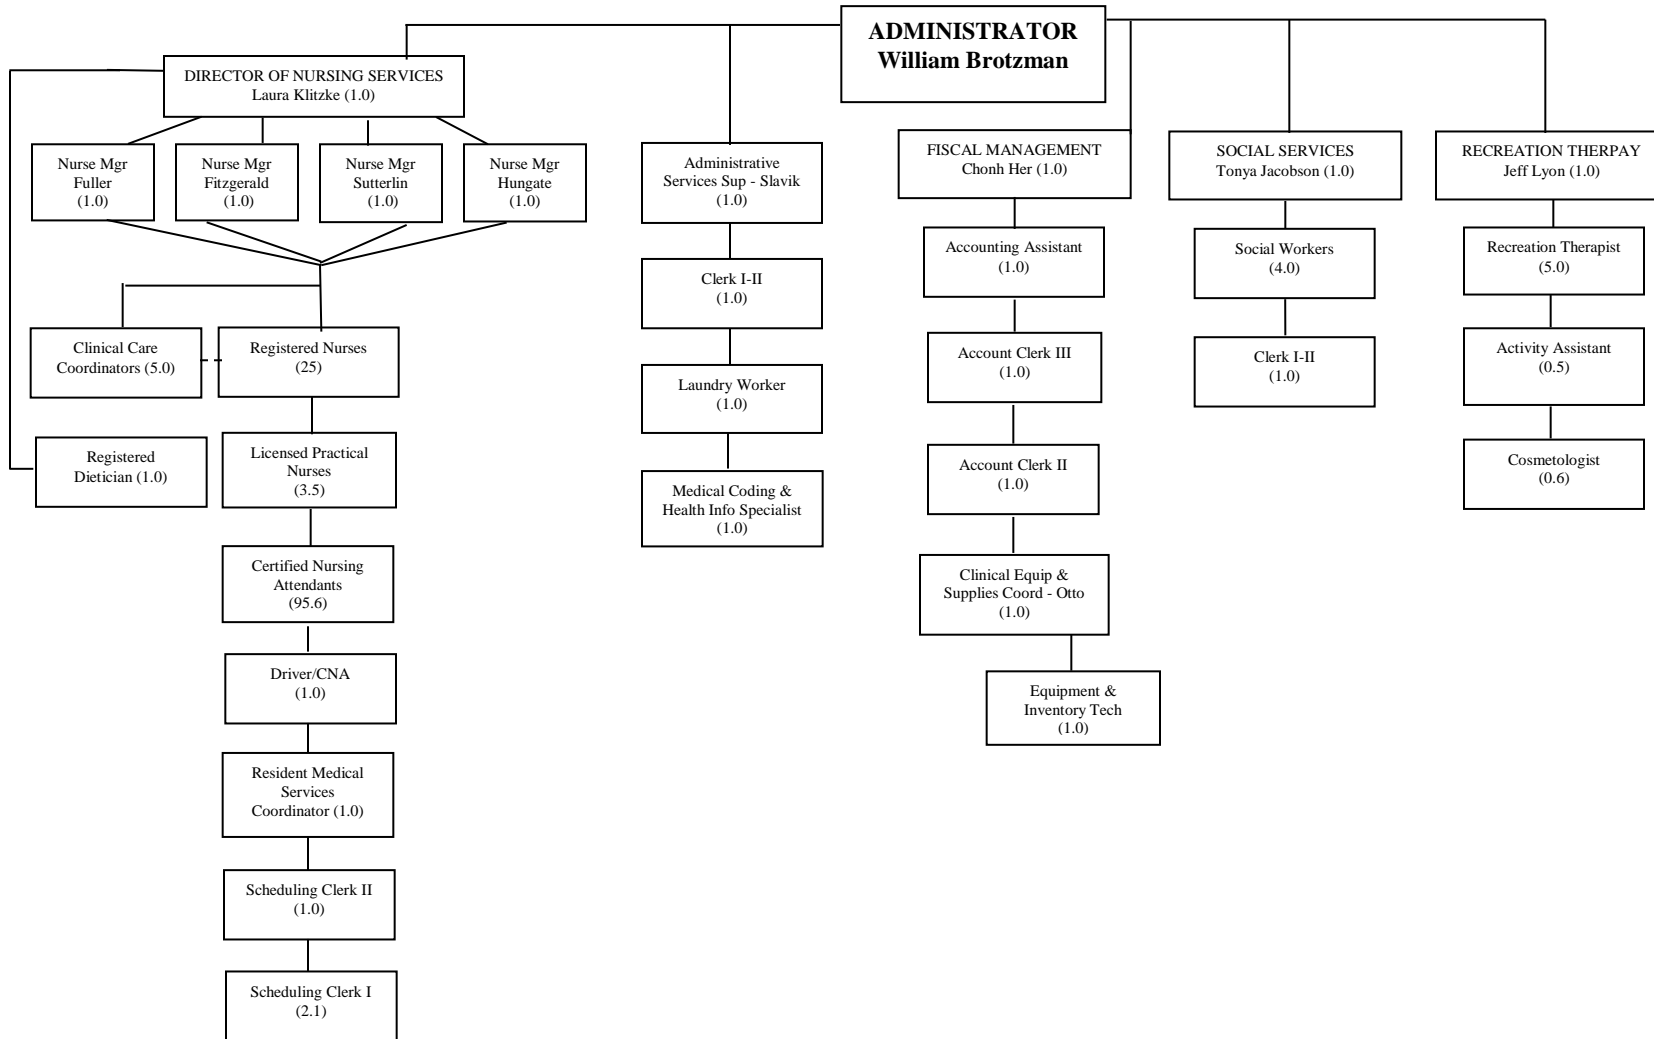 ADMINISTRATOR
William Brotzman
DIRECTOR OF NURSING SERVICES
Laura Klitzke (1.0)
Nurse Mgr
Fuller
(1.0)
Nurse Mgr
Fitzgerald
(1.0)
Nurse Mgr
Sutterlin
(1.0)
Nurse Mgr
Hungate
(1.0)
Clinical Care
Coordinators (5.0)
Registered Nurses
(25)
Registered
Dietician (1.0)
Licensed Practical
Nurses
(3.5)
Certified Nursing
Attendants
(95.6)
Driver/CNA
(1.0)
Resident Medical
Services
Coordinator (1.0)
Scheduling Clerk II
(1.0)
Scheduling Clerk I
(2.1)
Administrative
Services Sup - Slavik
(1.0)
Clerk I-II
(1.0)
Laundry Worker
(1.0)
Medical Coding &
Health Info Specialist
(1.0)
FISCAL MANAGEMENT
Chonh Her (1.0)
Accounting Assistant
(1.0)
Account Clerk III
(1.0)
Account Clerk II
(1.0)
Clinical Equip &
Supplies Coord - Otto
(1.0)
Equipment &
Inventory Tech
(1.0)
SOCIAL SERVICES
Tonya Jacobson (1.0)
Social Workers
(4.0)
Clerk I-II
(1.0)
RECREATION THERPAY
Jeff Lyon (1.0)
Recreation Therapist
(5.0)
Activity Assistant
(0.5)
Cosmetologist
(0.6)